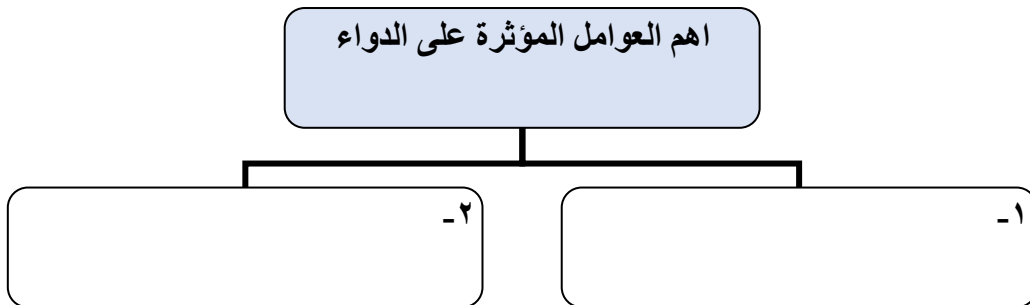 اهم العوامل المؤثرة على الدواء
١-
٢-